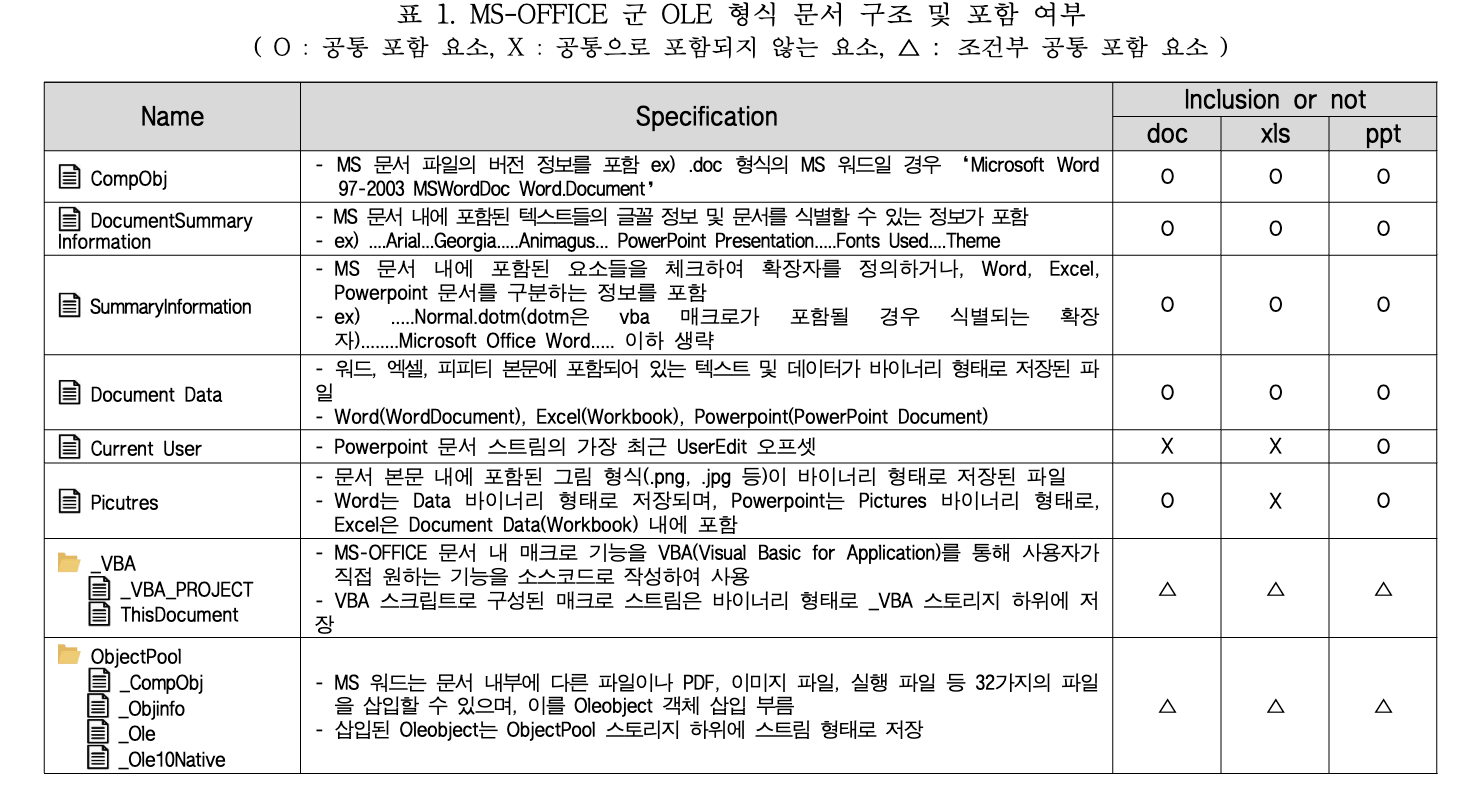 표 1. MS-OFFICE 군 OLE 형식 문서 구조 및 포함 여부
( O : 공통 포함 요소, X : 공통으로 포함되지 않는 요소, △ : 조건부 공통 포함 요소 )
Name Specification Inclusion or not
doc xls ppt
CompObj
- MS 문서 파일의 버전 정보를 포함 ex) .doc 형식의 MS 워드일 경우 ‘Microsoft Word
97-2003 MSWordDoc Word.Document’
O O O
DocumentSummary
Information
- MS 문서 내에 포함된 텍스트들의 글꼴 정보 및 문서를 식별할 수 있는 정보가 포함
- ex) ....Arial...Georgia.....Animagus... PowerPoint Presentation.....Fonts Used....Theme
O O O
SummaryInformation
- MS 문서 내에 포함된 요소들을 체크하여 확장자를 정의하거나, Word, Excel,
Powerpoint 문서를 구분하는 정보를 포함
- ex) .....Normal.dotm(dotm은 vba 매크로가 포함될 경우 식별되는 확장
자)........Microsoft Office Word..... 이하 생략
O O O
Document Data
- 워드, 엑셀, 피피티 본문에 포함되어 있는 텍스트 및 데이터가 바이너리 형태로 저장된 파
일
- Word(WordDocument), Excel(Workbook), Powerpoint(PowerPoint Document)
O O O
Current User
- Powerpoint 문서 스트림의 가장 최근 UserEdit 오프셋
X X O
Picutres
- 문서 본문 내에 포함된 그림 형식(.png, .jpg 등)이 바이너리 형태로 저장된 파일
- Word는 Data 바이너리 형태로 저장되며, Powerpoint는 Pictures 바이너리 형태로,
Excel은 Document Data(Workbook) 내에 포함
O X O
_VBA
_VBA_PROJECT
ThisDocument
- MS-OFFICE 문서 내 매크로 기능을 VBA(Visual Basic for Application)를 통해 사용자가
직접 원하는 기능을 소스코드로 작성하여 사용
- VBA 스크립트로 구성된 매크로 스트림은 바이너리 형태로 _VBA 스토리지 하위에 저
장
△ △ △
ObjectPool
_CompObj
_Objinfo
_Ole
_Ole10Native
- MS 워드는 문서 내부에 다른 파일이나 PDF, 이미지 파일, 실행 파일 등 32가지의 파일
을 삽입할 수 있으며, 이를 Oleobject 객체 삽입 부름
- 삽입된 Oleobject는 ObjectPool 스토리지 하위에 스트림 형태로 저장
△ △ △